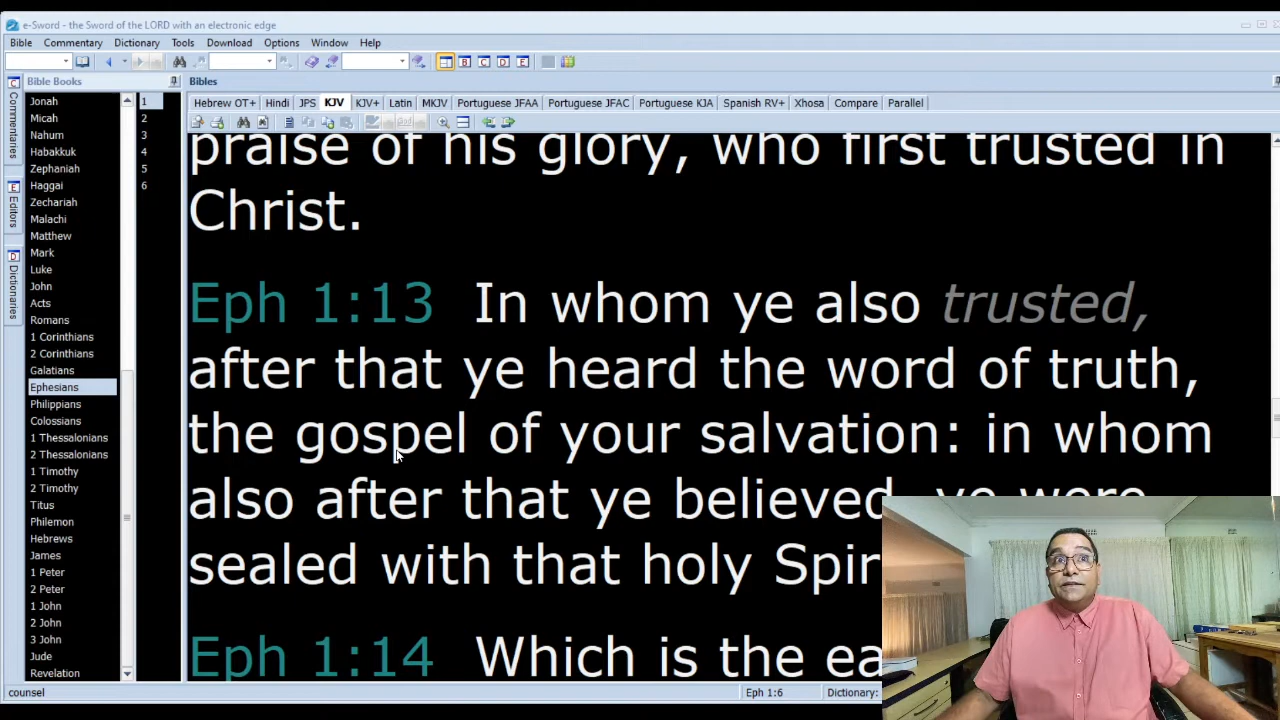 e-Sword - the Sword of the LORD with an electronic edge
Bible Commentary Dictionary Tools Download Options Window Help
B C D E
Bible Books
Bibles
Commentaries
Editors
Dictionaries
Jonah
Micah
Nahum
Habakkuk
Zephaniah
Haggai
Zechariah
Malachi
Matthew
Mark
Luke
John
Acts
Romans
1 Corinthians
2 Corinthians
Galatians
Ephesians
Philippians
Colossians
1 Thessalonians
2 Thessalonians
1 Timothy
2 Timothy
Titus
Philemon
Hebrews
James
1 Peter
2 Peter
1 John
2 John
3 John
Jude
Revelation
1
2
3
4
5
6
Hebrew OT+ Hindi JPS KJV KJV+ Latin MKJV Portuguese JFAA Portuguese JFAC Portuguese KJA Spanish RV+ Xhosa Compare Parallel
praise of his glory, who first trusted in
Christ.
Eph 1:13 In whom ye also trusted,
after that ye heard the word of truth,
the gospel of your salvation: in whom
also after that ye believed, ye were
sealed with that holy Spir
Eph 1:14 Which is the ea
counsel
Eph 1:6
Dictionary: